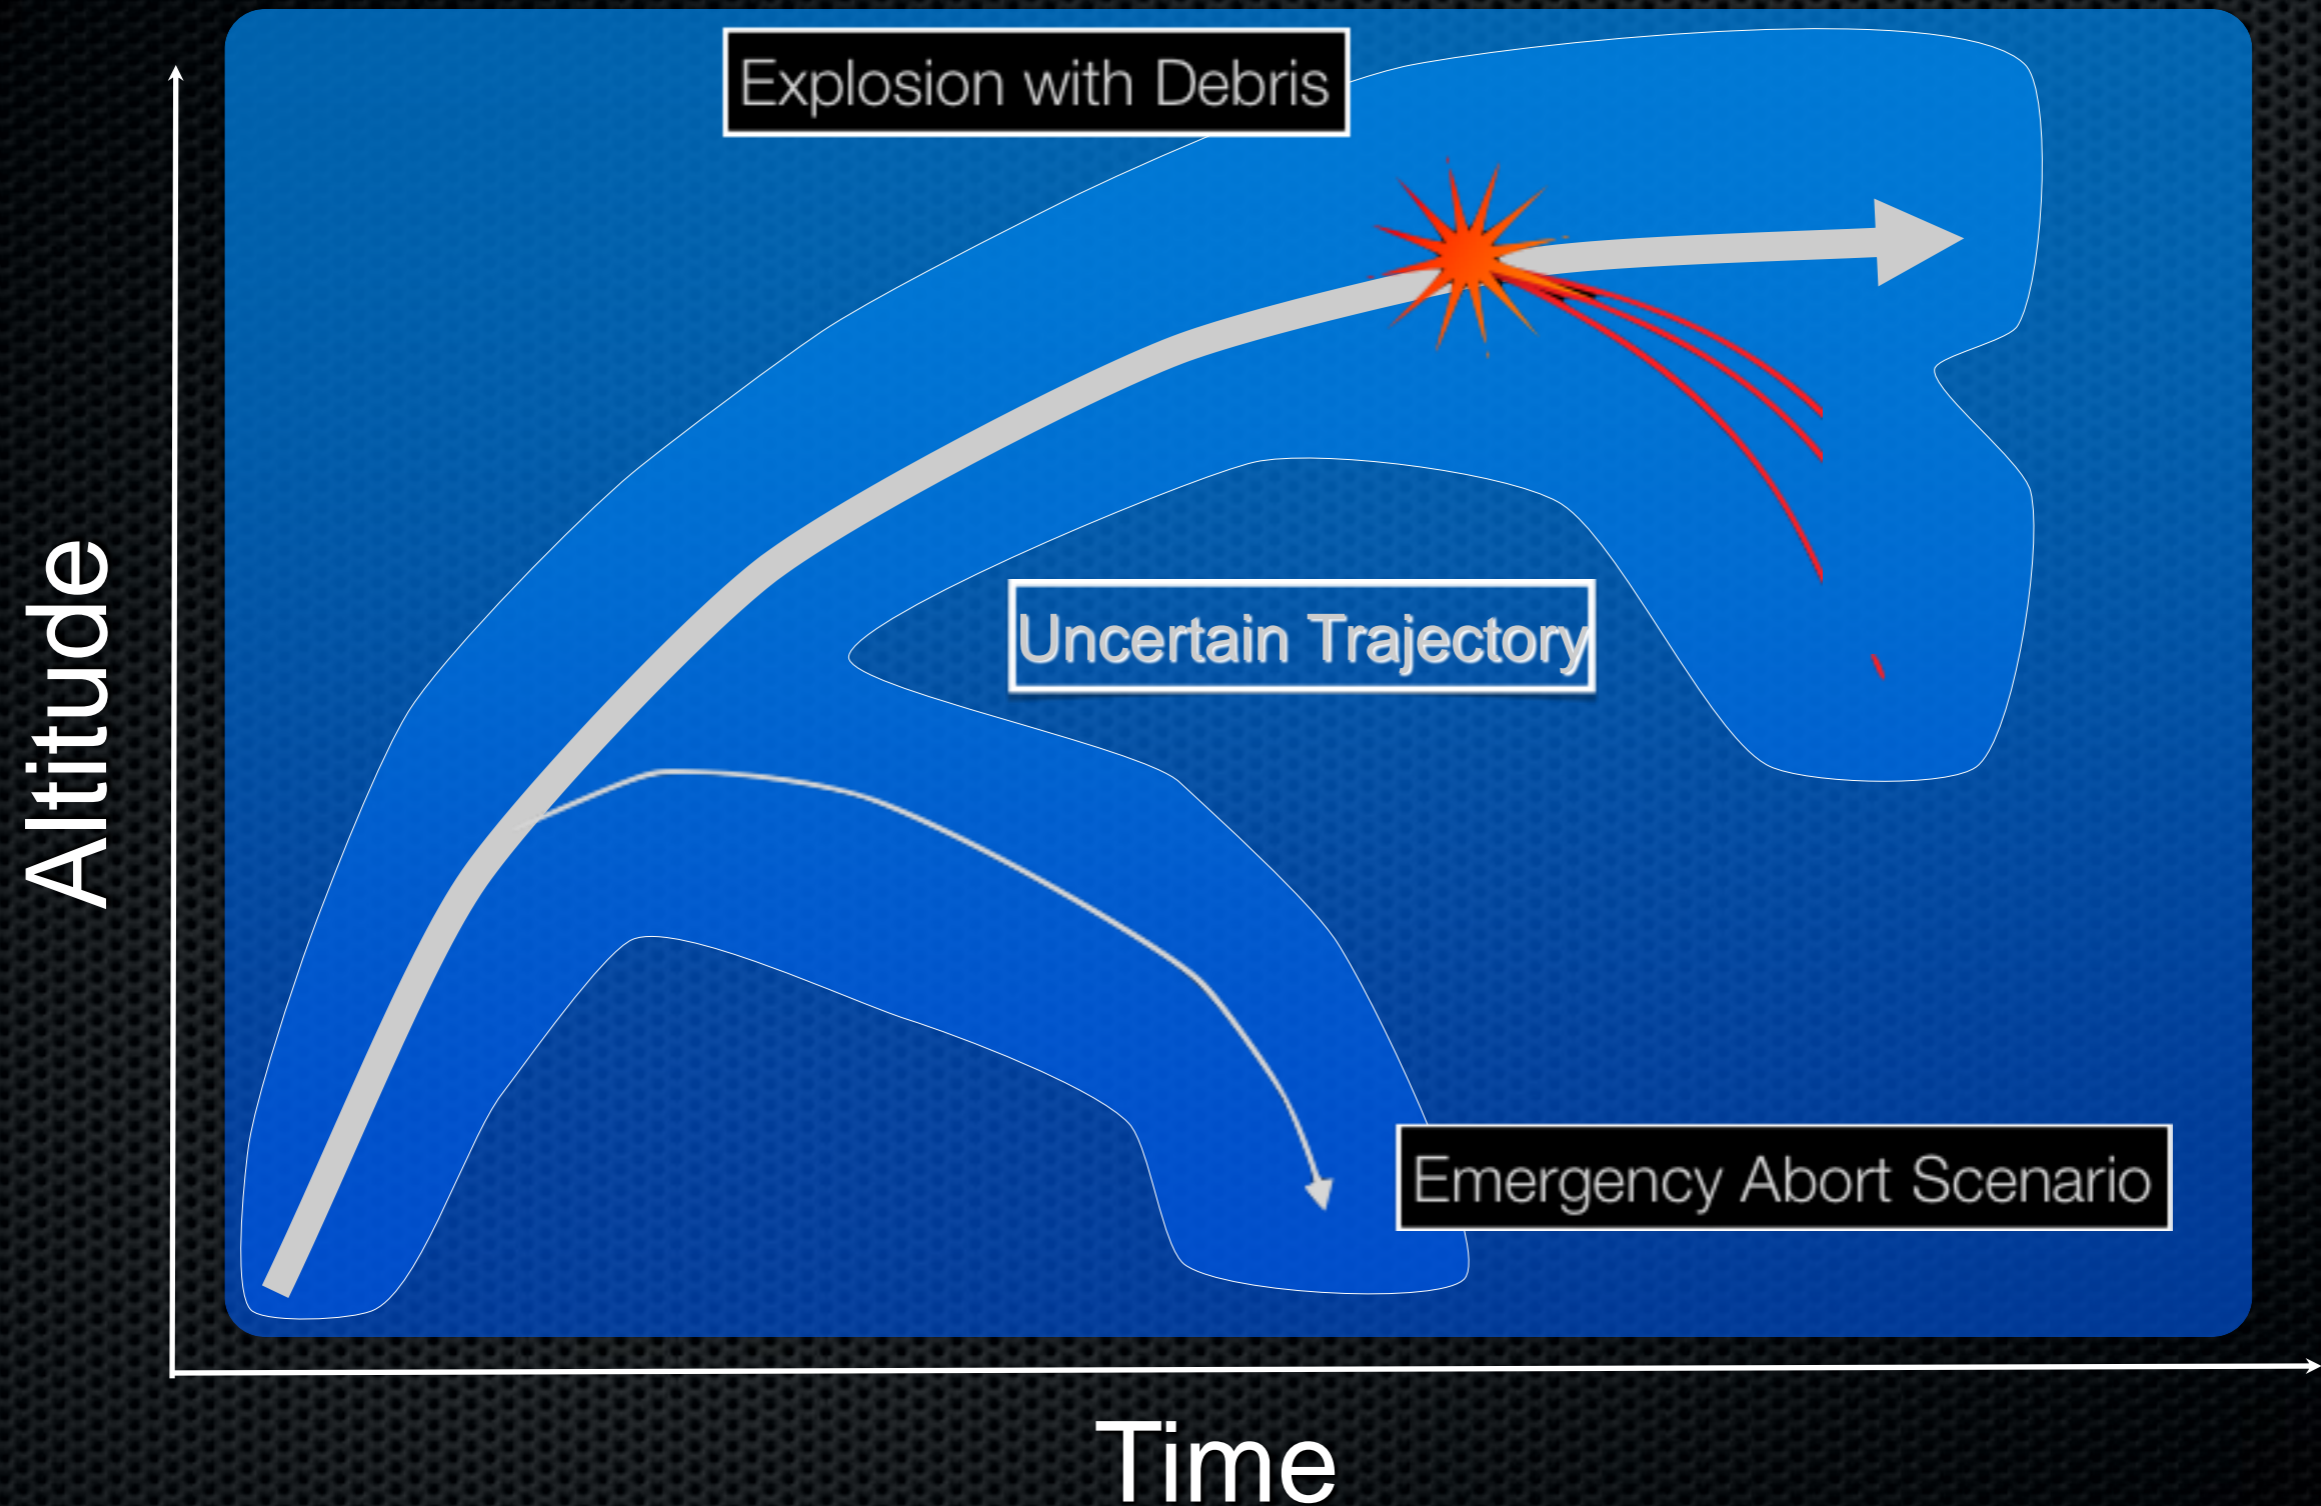 Explosion with Debris
Altitude
Uncertain Trajectory
Emergency Abort Scenario
Time